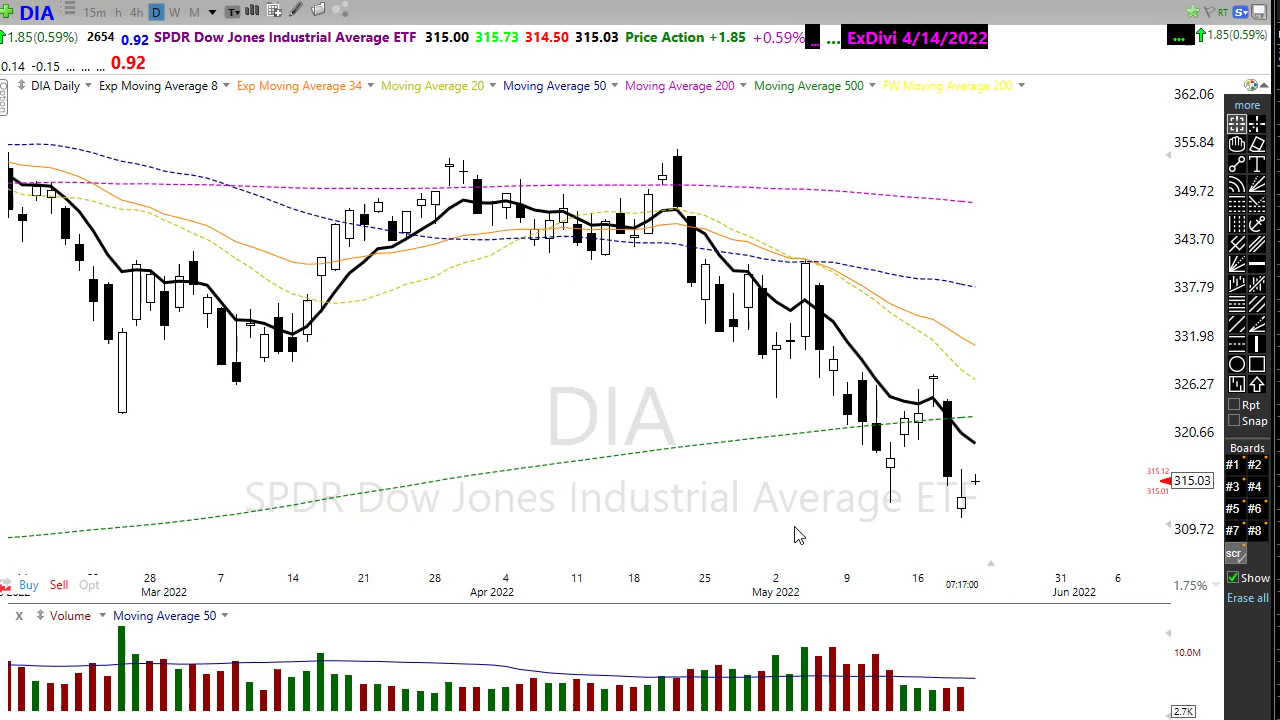 DIA 15m h 4h D W M T RT S
1.85(0.59%) 2654 0.92 SPDR Dow Jones Industrial Average ETF 315.00 315.73 314.50 315.03 Price Action +1.85 +0.59% ... ... ExDivi 4/14/2022 ... 1.85(0.59%)
0.14 -0.15 ... ... ... 0.92
Option
DIA Daily Exp Moving Average 8 Exp Moving Average 34 Moving Average 20 Moving Average 50 Moving Average 200 Moving Average 500 FW Moving Average 200
362.06
355.84
349.72
343.70
337.79
331.98
326.27
320.66
315.12
315.03
315.01
309.72
DIA
SPDR Dow Jones Industrial Average ETF
more
T
Rpt
Snap
Boards
#1 #2
#3 #4
#5 #6
#7 #8
scr
Show
Erase all
28 7 14 21 28 4 11 18 25 2 9 16 07:17:00 31 6
Mar 2022 Apr 2022 May 2022 Jun 2022
Buy Sell Opt 1.75%
X Volume Moving Average 50
10.0M
2.7K